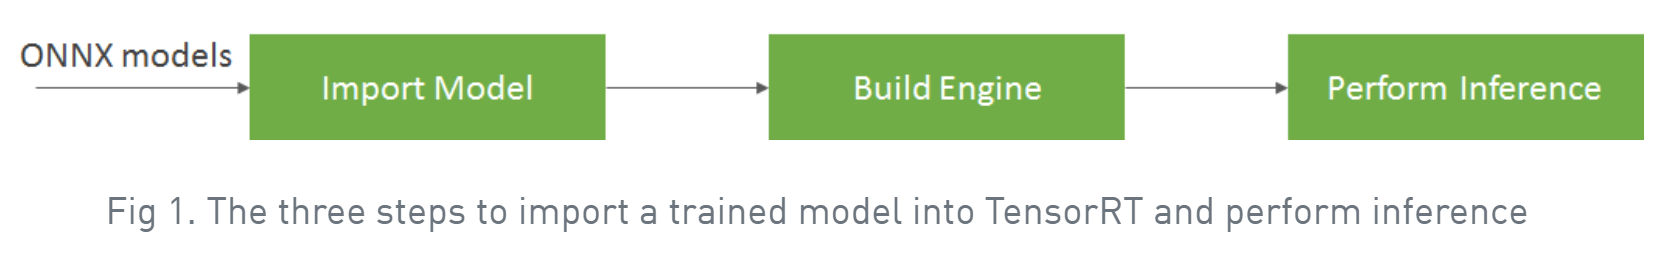 ONNX models
Import Model
Build Engine
Perform Inference
Fig 1. The three steps to import a trained model into TensorRT and perform inference